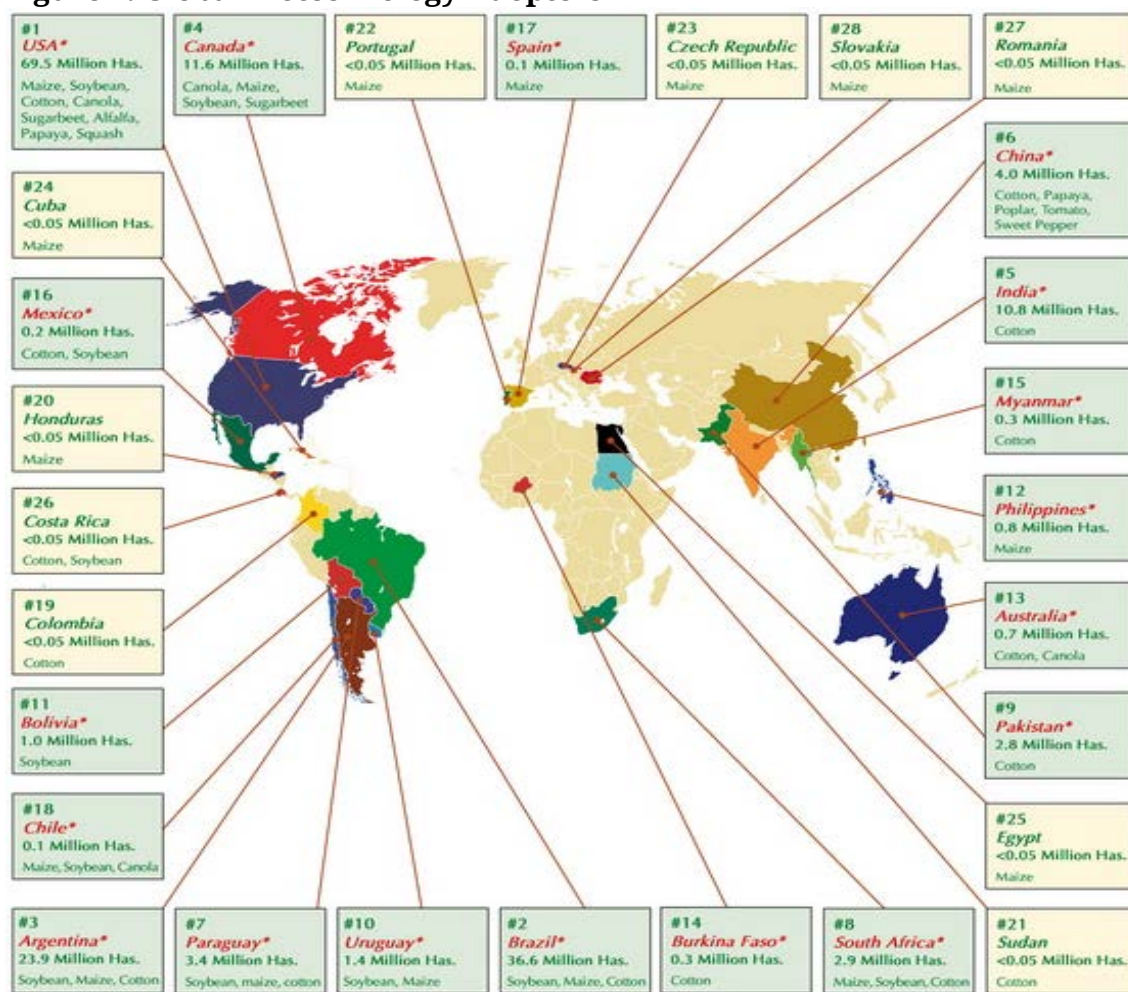 #1
USA*
69.5 Million Has.
Maize, Soybean,
Cotton, Canola,
Sugarbeet, Alfalfa,
Papaya, Squash
#4
Canada*
11.6 Million Has.
Canola, Maize,
Soybean, Sugarbeet
#22
Portugal
<0.05 Million Has.
Maize
#17
Spain*
0.1 Million Has.
Maize
#23
Czech Republic
<0.05 Million Has.
Maize
#28
Slovakia
<0.05 Million Has.
Maize
#27
Romania
<0.05 Million Has.
Maize
#24
Cuba
<0.05 Million Has.
Maize
#6
China*
4.0 Million Has.
Cotton, Papaya,
Poplar, Tomato,
Sweet Pepper
#16
Mexico*
0.2 Million Has.
Cotton, Soybean
#5
India*
10.8 Million Has.
Cotton
#20
Honduras
<0.05 Million Has.
Maize
#15
Myanmar*
0.3 Million Has.
Cotton
#26
Costa Rica
<0.05 Million Has.
Cotton, Soybean
#12
Philippines*
0.8 Million Has.
Maize
#19
Colombia
<0.05 Million Has.
Cotton
#13
Australia*
0.7 Million Has.
Cotton, Canola
#11
Bolivia*
1.0 Million Has.
Soybean
#9
Pakistan*
2.8 Million Has.
Cotton
#18
Chile*
0.1 Million Has.
Maize, Soybean, Canola
#25
Egypt
<0.05 Million Has.
Maize
#3
Argentina*
23.9 Million Has.
Soybean, Maize, Cotton
#7
Paraguay*
3.4 Million Has.
Soybean, maize, cotton
#10
Uruguay*
1.4 Million Has.
Soybean, Maize
#2
Brazil*
36.6 Million Has.
Soybean, Maize, Cotton
#14
Burkina Faso*
0.3 Million Has.
Cotton
#8
South Africa*
2.9 Million Has.
Maize, Soybean, Cotton
#21
Sudan
<0.05 Million Has.
Cotton